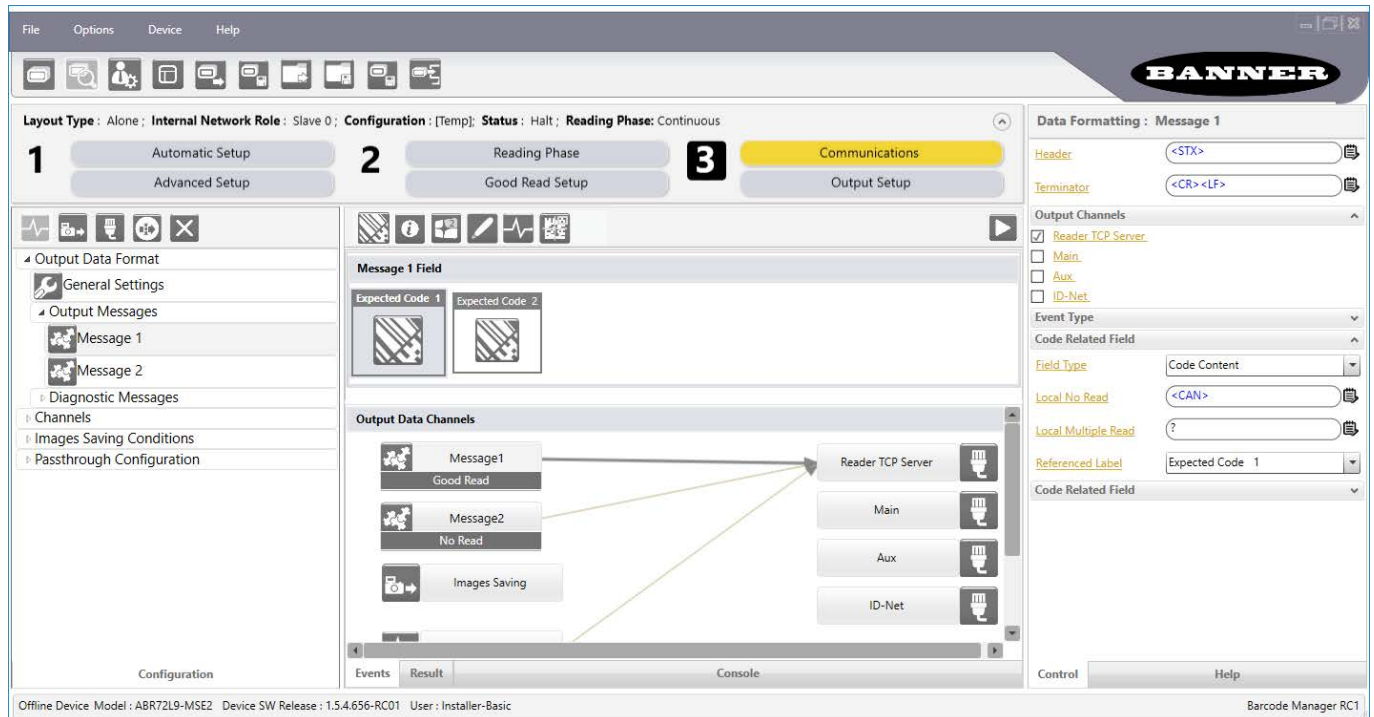 File Options Device Help
BANNER
Layout Type : Alone ; Internal Network Role : Slave 0 ; Configuration : [Temp]; Status : Halt ; Reading Phase: Continuous
1 Automatic Setup
Advanced Setup
2 Reading Phase
Good Read Setup
3 Communications
Output Setup
Output Data Format
General Settings
Output Messages
Message 1
Message 2
Diagnostic Messages
Channels
Images Saving Conditions
Passthrough Configuration
Configuration
Message 1 Field
Expected Code 1
Expected Code 2
Output Data Channels
Message1
Good Read
Message2
No Read
Images Saving
Reader TCP Server
Main
Aux
ID-Net
Events Result Console
Data Formatting : Message 1
Header <STX>
Terminator <CR><LF>
Output Channels
Reader TCP Server
Main
Aux
ID-Net
Event Type
Code Related Field
Field Type Code Content
Local No Read <CAN>
Local Multiple Read ?
Referenced Label Expected Code 1
Code Related Field
Control Help
Offline Device Model : ABR72L9-MSE2 Device SW Release : 1.5.4.656-RC01 User : Installer-Basic
Barcode Manager RC1